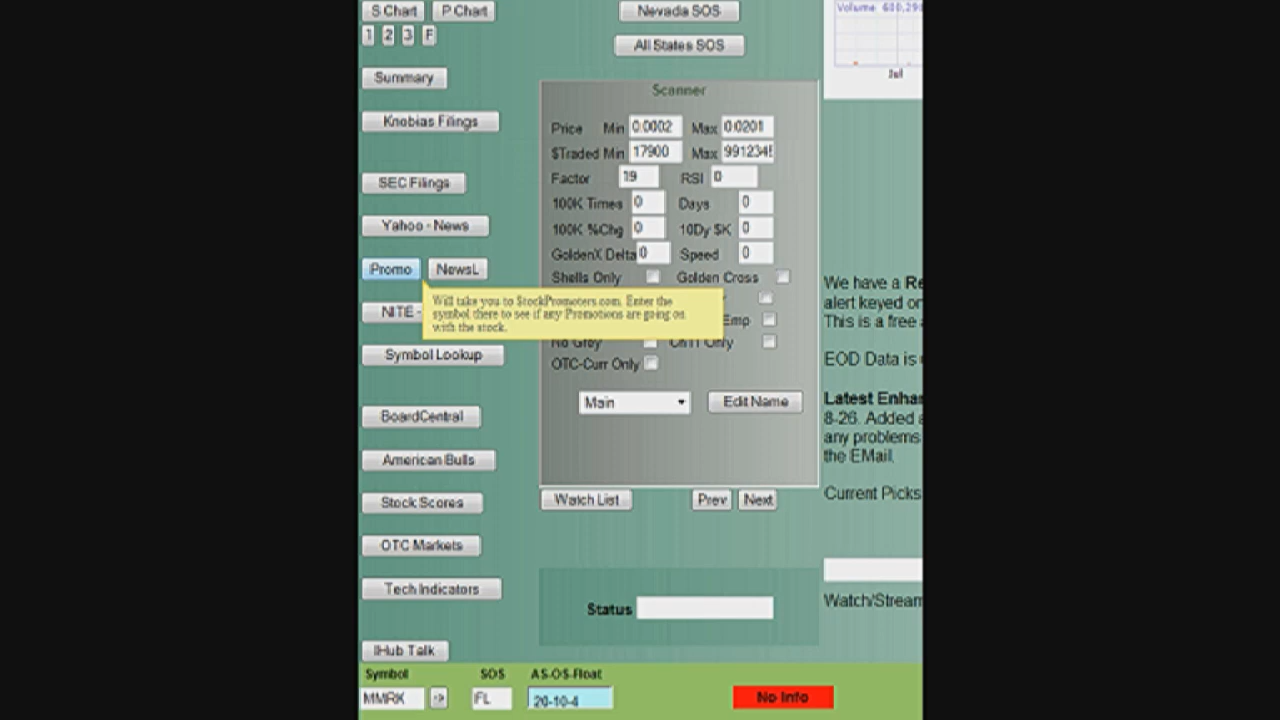 S Chart P Chart
1 2 3 F
Summary
Knobias Filings
SEC Filings
Yahoo - News
Promo NewsL
Will take you to StockPromoters.com. Enter the
symbol there to see if any Promotions are going on
with the stock.
NITE -
Symbol Lookup
BoardCentral
American Bulls
Stock Scores
OTC Markets
Tech Indicators
IHub Talk
Nevada SOS
All States SOS
Scanner
Price Min 0.0002 Max 0.0201
$Traded Min 17900 Max 991234
Factor 19 RSI 0
100K Times 0 Days 0
100K %Chg 0 10Dy $K 0
GoldenX Delta 0 Speed 0
Shells Only Golden Cross
Emp
No Grey Only
OTC-Curr Only
Main Edit Name
Watch List Prev Next
Status
Volume
Jul
We have a
alert keyed
This is a free
EOD Data is
Latest
8-26. Added
any problems
the EMail.
Current Picks
Watch/Stream
Symbol SOS AS-OS-Float
MMRK -> FL 20-10-4 No Info